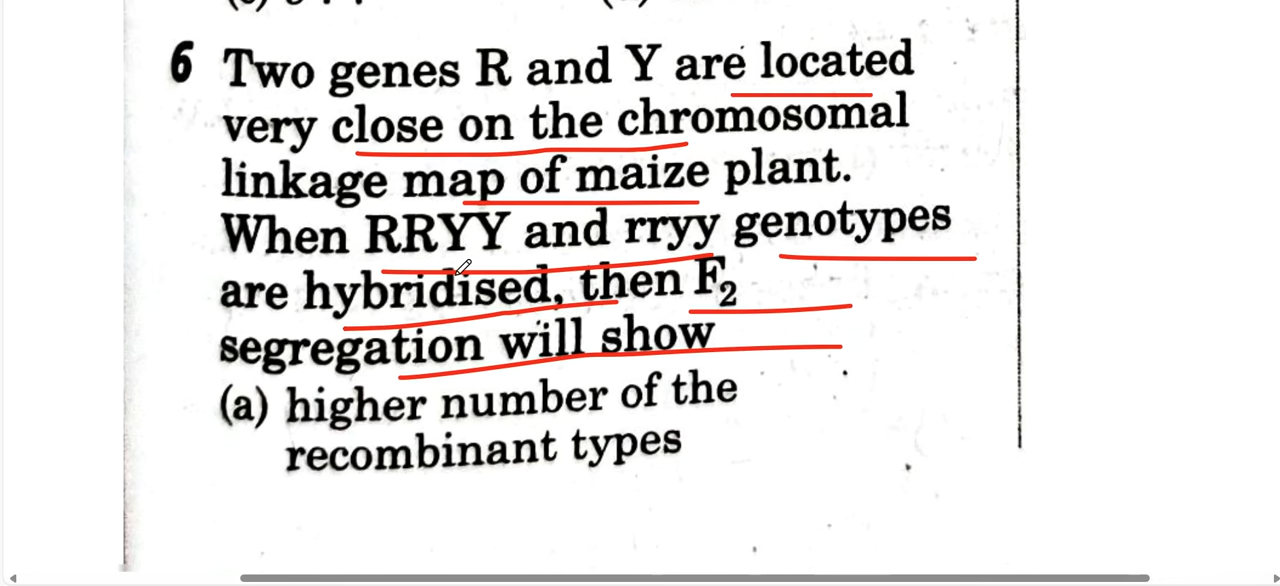 6 Two genes R and Y are located
very close on the chromosomal
linkage map of maize plant.
When RRYY and rryy genotypes
are hybridised, then F₂
segregation will show
(a) higher number of the
recombinant types